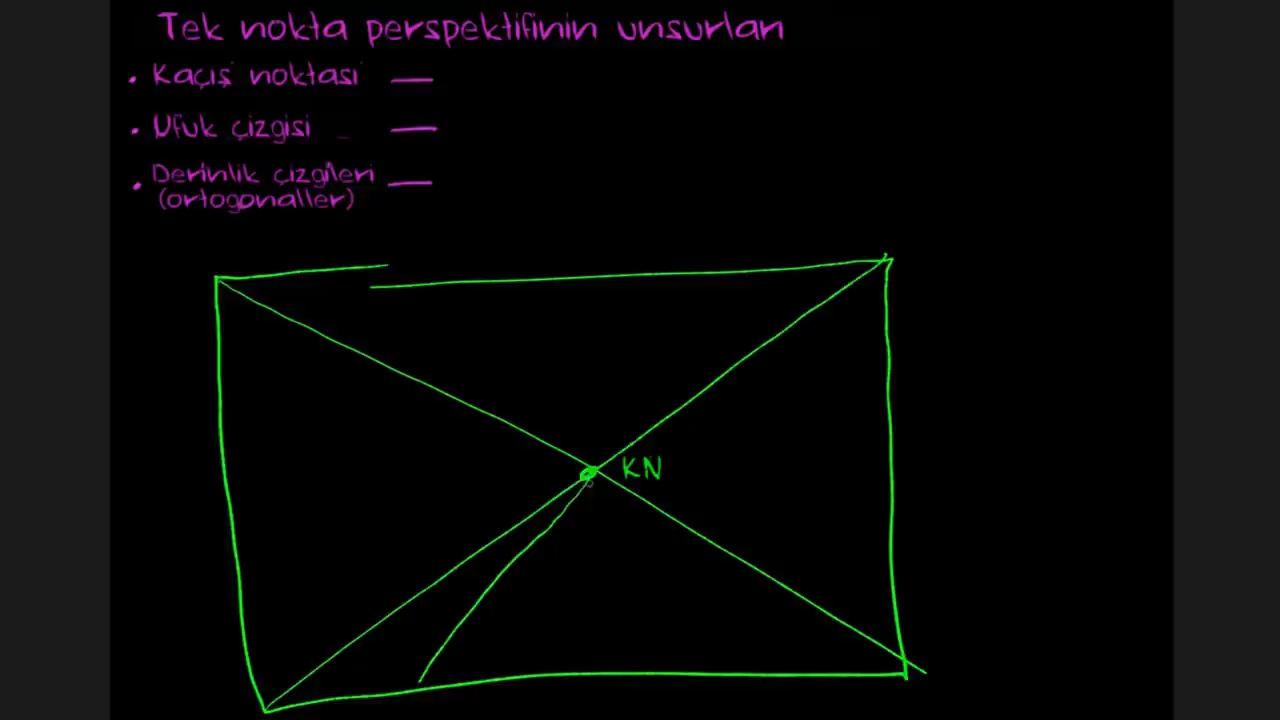 Tek nokta perspektifinin unsurları
• Kaçış noktası —
• Ufuk çizgisi —
• Derinlik çizgileri —
(ortogonaller)
KN